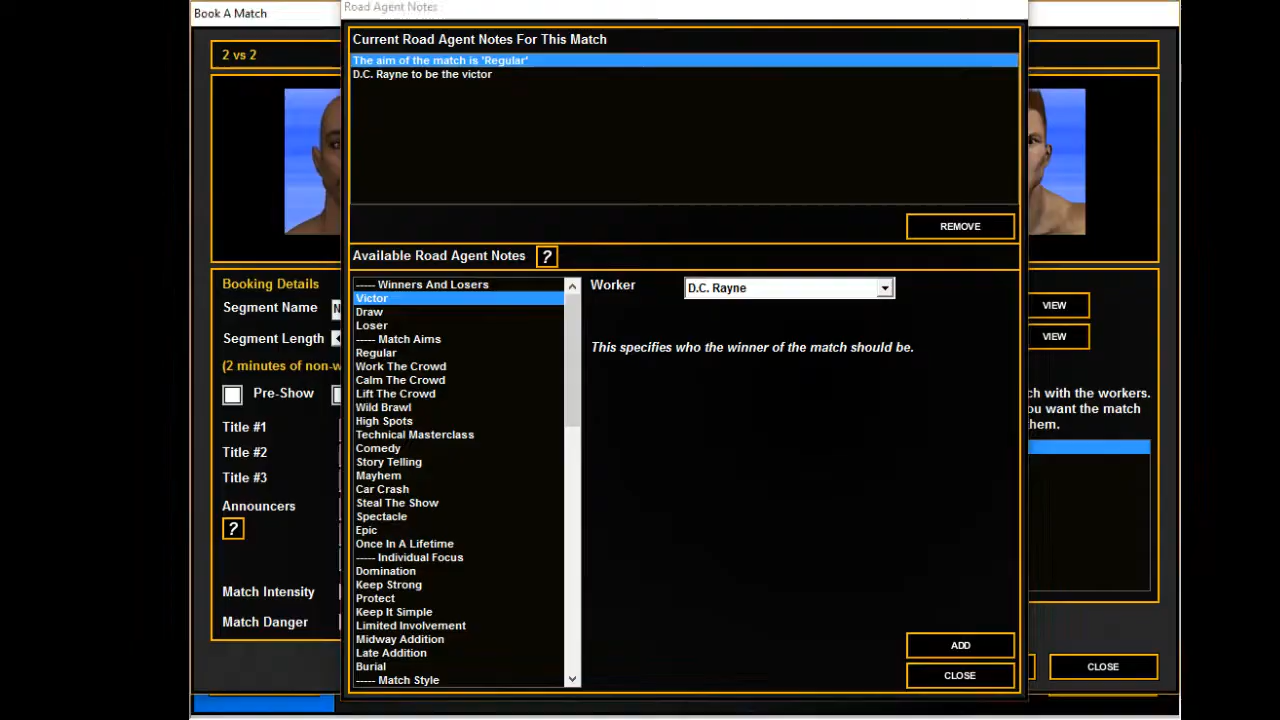 Book A Match
Road Agent Notes
2 vs 2
Current Road Agent Notes For This Match
The aim of the match is 'Regular'
D.C. Rayne to be the victor
REMOVE
Available Road Agent Notes ?
----- Winners And Losers
Victor
Draw
Loser
----- Match Aims
Regular
Work The Crowd
Calm The Crowd
Lift The Crowd
Wild Brawl
High Spots
Technical Masterclass
Comedy
Story Telling
Mayhem
Car Crash
Steal The Show
Spectacle
Epic
Once In A Lifetime
----- Individual Focus
Domination
Keep Strong
Protect
Keep It Simple
Limited Involvement
Midway Addition
Late Addition
Burial
----- Match Style
Worker D.C. Rayne
This specifies who the winner of the match should be.
ADD
CLOSE
Booking Details
Segment Name
Segment Length
(2 minutes of non-w
Pre-Show
Title #1
Title #2
Title #3
Announcers
?
Match Intensity
Match Danger
VIEW
VIEW
ch with the workers.
ou want the match
hem.
CLOSE